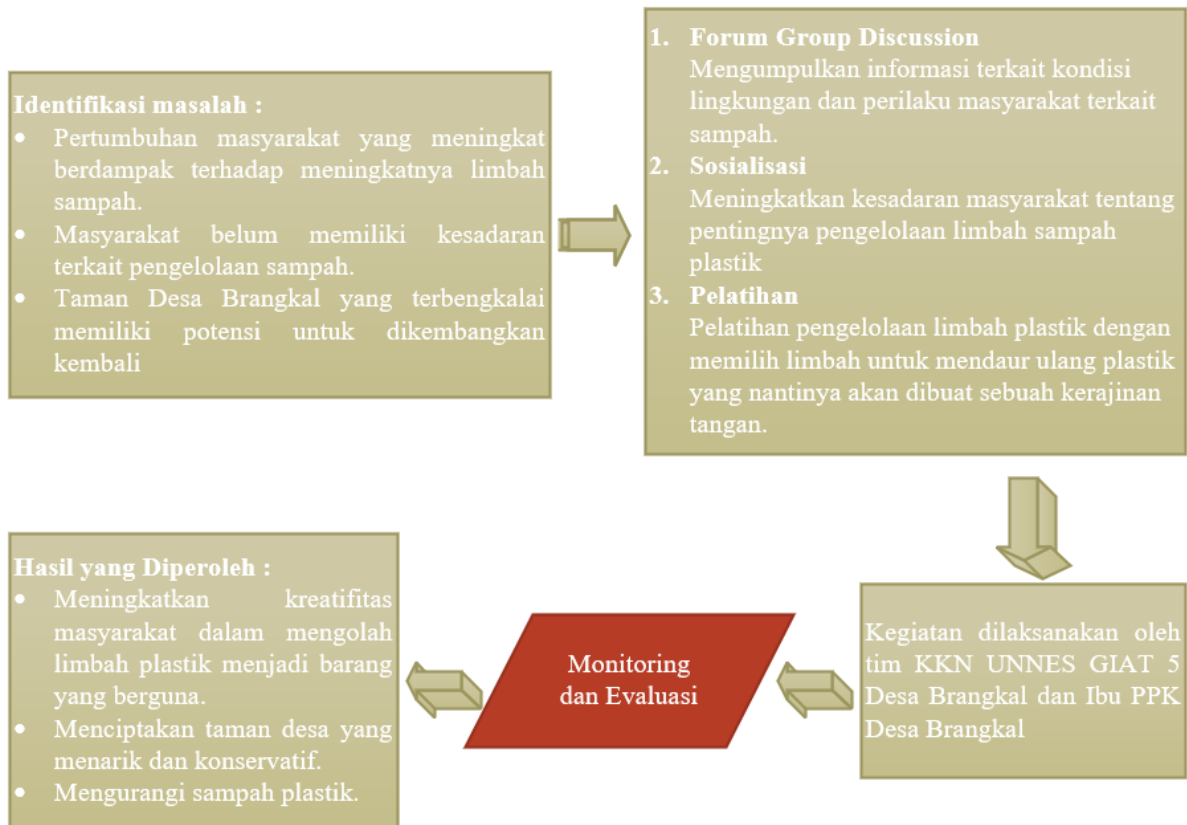 Identifikasi masalah :
• Pertumbuhan masyarakat yang meningkat
berdampak terhadap meningkatnya limbah
sampah.
• Masyarakat belum memiliki kesadaran
terkait pengelolaan sampah.
• Taman Desa Brangkal yang terbengkalai
memiliki potensi untuk dikembangkan
kembali
1. Forum Group Discussion
Mengumpulkan informasi terkait kondisi
lingkungan dan perilaku masyarakat terkait
sampah.
2. Sosialisasi
Meningkatkan kesadaran masyarakat tentang
pentingnya pengelolaan limbah sampah
plastik
3. Pelatihan
Pelatihan pengelolaan limbah plastik dengan
memilih limbah untuk mendaur ulang plastik
yang nantinya akan dibuat sebuah kerajinan
tangan.
Kegiatan dilaksanakan oleh
tim KKN UNNES GIAT 5
Desa Brangkal dan Ibu PPK
Desa Brangkal
Monitoring
dan Evaluasi
Hasil yang Diperoleh :
• Meningkatkan kreatifitas
masyarakat dalam mengolah
limbah plastik menjadi barang
yang berguna.
• Menciptakan taman desa yang
menarik dan konservatif.
• Mengurangi sampah plastik.